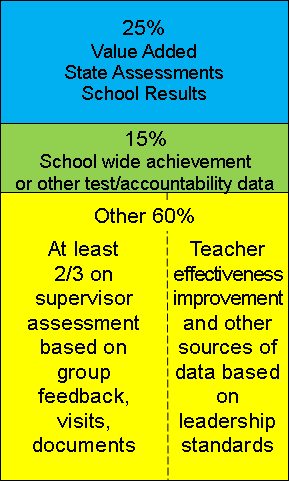 25%
Value Added
State Assessments
School Results
15%
School wide achievement
or other test/accountability data
Other 60%
At least
2/3 on
supervisor
assessment
based on
group
feedback,
visits,
documents
Teacher
effectiveness
improvement
and other
sources of
data based
on
leadership
standards